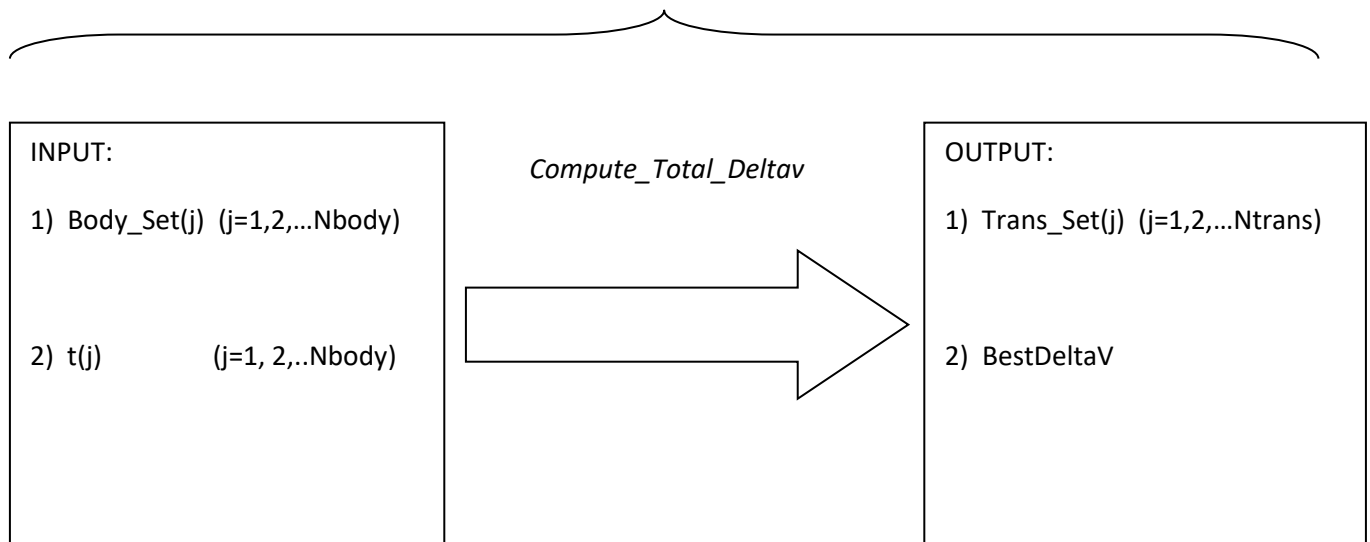 INPUT:
1) Body_Set(j) (j=1,2,…Nbody)
2) t(j) (j=1, 2,..Nbody)
Compute_Total_Deltav
OUTPUT:
1) Trans_Set(j) (j=1,2,…Ntrans)
2) BestDeltaV